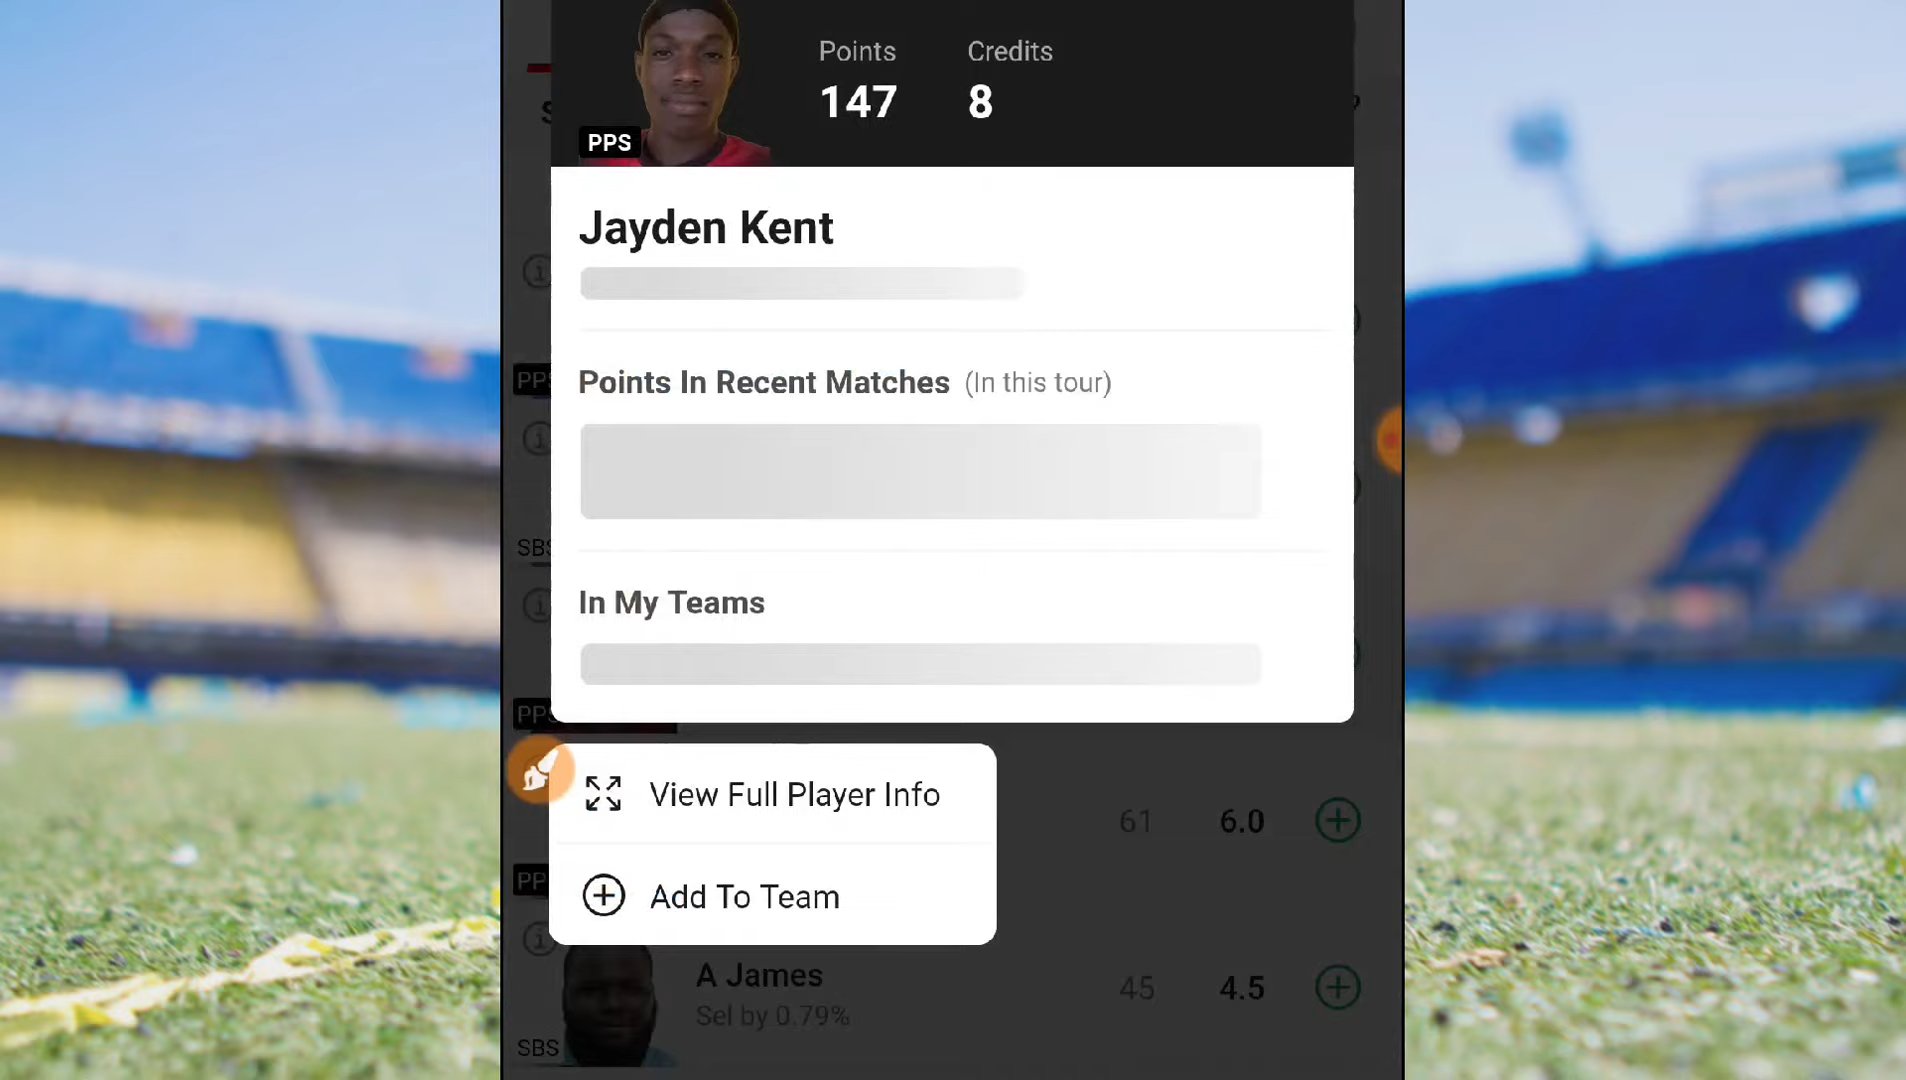 Points Credits
147 8
PPS
Jayden Kent
Points In Recent Matches (In this tour)
In My Teams
View Full Player Info
Add To Team
61 6.0
A James
45 4.5
Sel by 0.79%
SBS